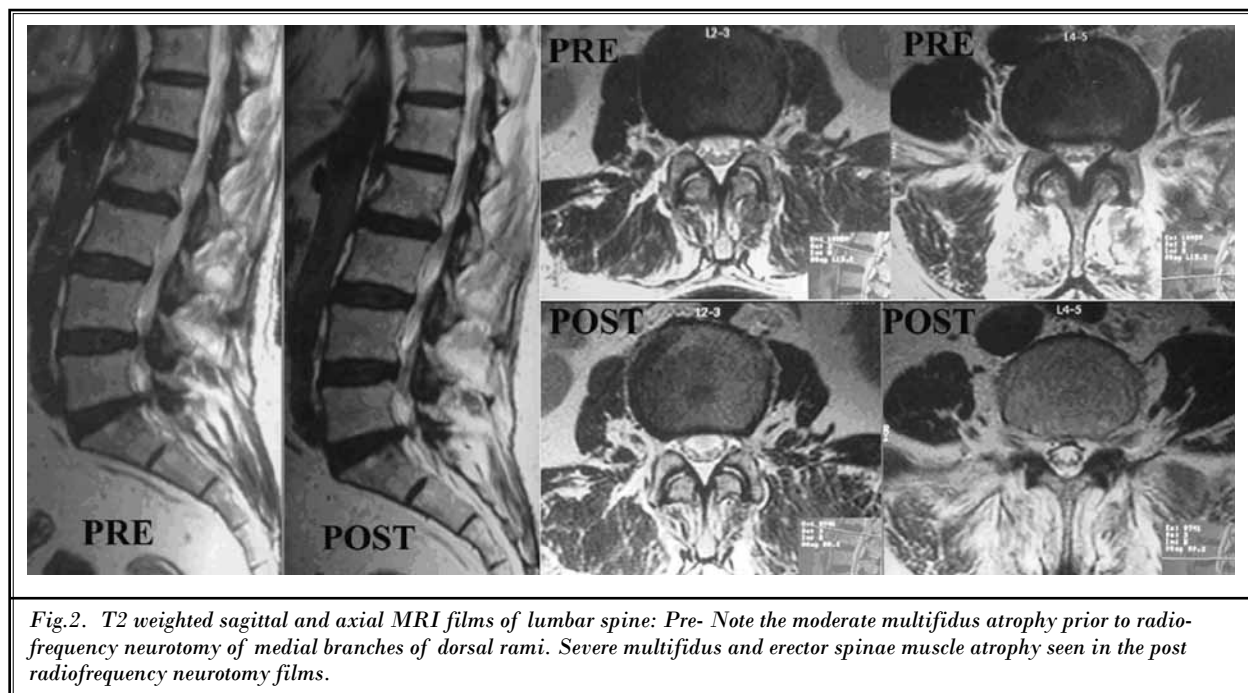 PRE
L2-3
PRE
L4-5
POST
L2-3
POST
L4-5
PRE
POST
Fig.2. T2 weighted sagittal and axial MRI films of lumbar spine: Pre- Note the moderate multifidus atrophy prior to radio-
frequency neurotomy of medial branches of dorsal rami. Severe multifidus and erector spinae muscle atrophy seen in the post
radiofrequency neurotomy films.